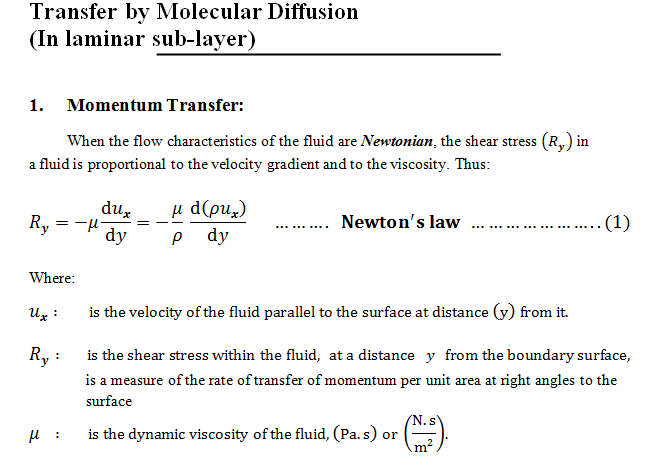 Transfer by Molecular Diffusion
(In laminar sub-layer)
1. Momentum Transfer:
When the flow characteristics of the fluid are Newtonian, the shear stress (R_y) in
a fluid is proportional to the velocity gradient and to the viscosity. Thus:
R_y = −μ du_x/dy = − μ/ρ d(ρu_x)/dy … … …. Newton's law … … … … … … … .. (1)
Where:
u_x : is the velocity of the fluid parallel to the surface at distance (y) from it.
R_y : is the shear stress within the fluid, at a distance y from the boundary surface,
is a measure of the rate of transfer of momentum per unit area at right angles to the
surface
μ : is the dynamic viscosity of the fluid, (Pa.s) or (N.s/m²).